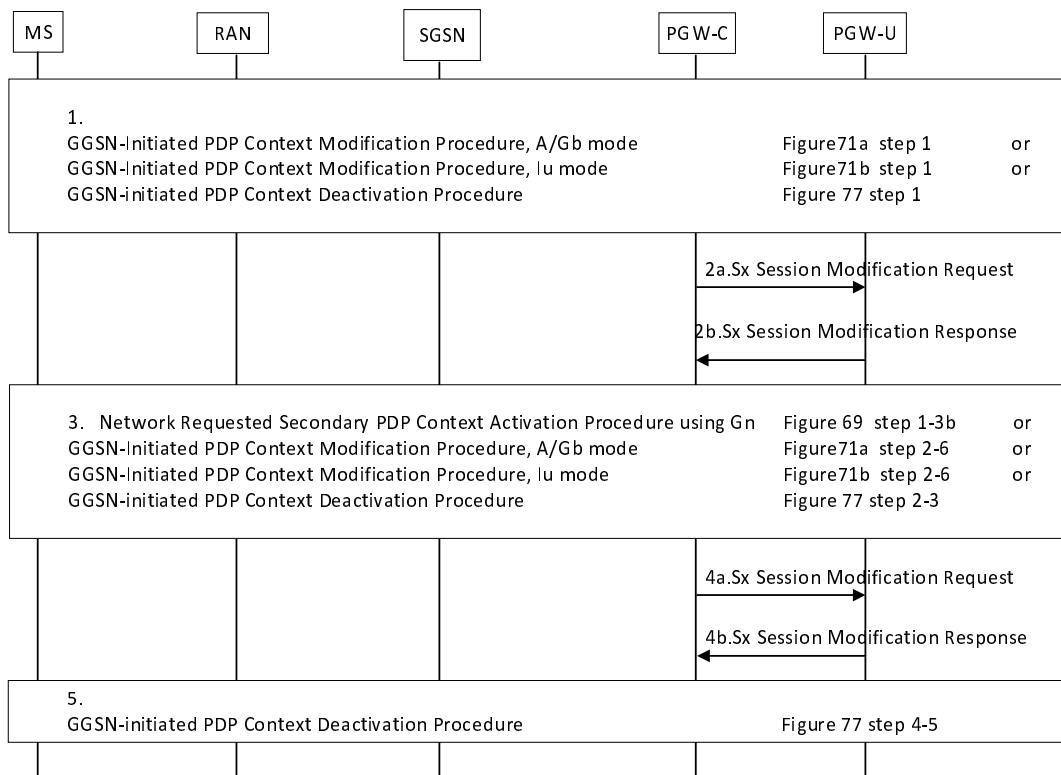 MS RAN SGSN PGW-C PGW-U
1.
GGSN-Initiated PDP Context Modification Procedure, A/Gb mode Figure71a step 1 or
GGSN-Initiated PDP Context Modification Procedure, Iu mode Figure71b step 1 or
GGSN-initiated PDP Context Deactivation Procedure Figure 77 step 1
2a.Sx Session Modification Request
2b.Sx Session Modification Response
3. Network Requested Secondary PDP Context Activation Procedure using Gn Figure 69 step 1-3b or
GGSN-Initiated PDP Context Modification Procedure, A/Gb mode Figure71a step 2-6 or
GGSN-Initiated PDP Context Modification Procedure, Iu mode Figure71b step 2-6 or
GGSN-initiated PDP Context Deactivation Procedure Figure 77 step 2-3
4a.Sx Session Modification Request
4b.Sx Session Modification Response
5.
GGSN-initiated PDP Context Deactivation Procedure Figure 77 step 4-5